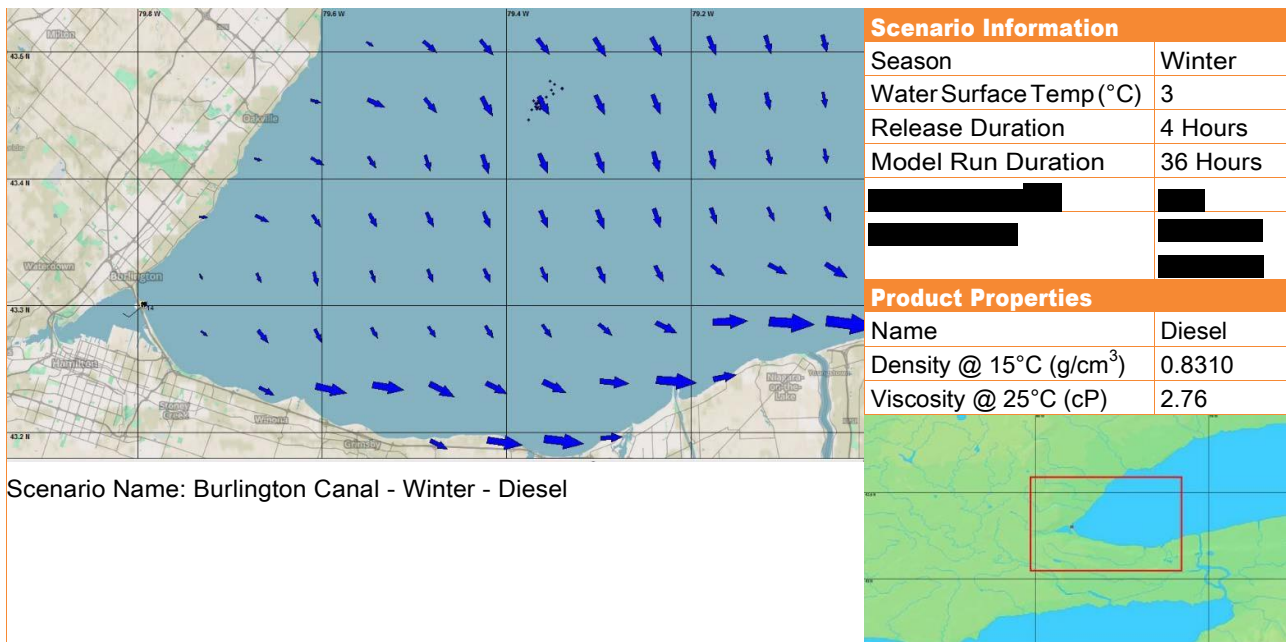 79.8 W 79.6 W 79.4 W 79.2 W
Milton
43.5 N
Oakville
43.4 N
Waterdown
Burlington
14
43.3 N
Hamilton
Stoney
Creek
Winona
Grimsby
Niagara-
on-the-
Lake
Youngstown
43.2 N
Scenario Name: Burlington Canal - Winter - Diesel
Scenario Information
Season Winter
Water Surface Temp (°C) 3
Release Duration 4 Hours
Model Run Duration 36 Hours
Product Properties
Name Diesel
Density @ 15°C (g/cm³) 0.8310
Viscosity @ 25°C (cP) 2.76